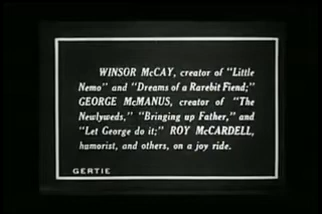 WINSOR McCAY, creator of "Little
Nemo" and "Dreams of a Rarebit Fiend;"
GEORGE McMANUS, creator of "The
Newlyweds," "Bringing up Father," and
"Let George do it;" ROY McCARDELL,
humorist, and others, on a joy ride.
GERTIE